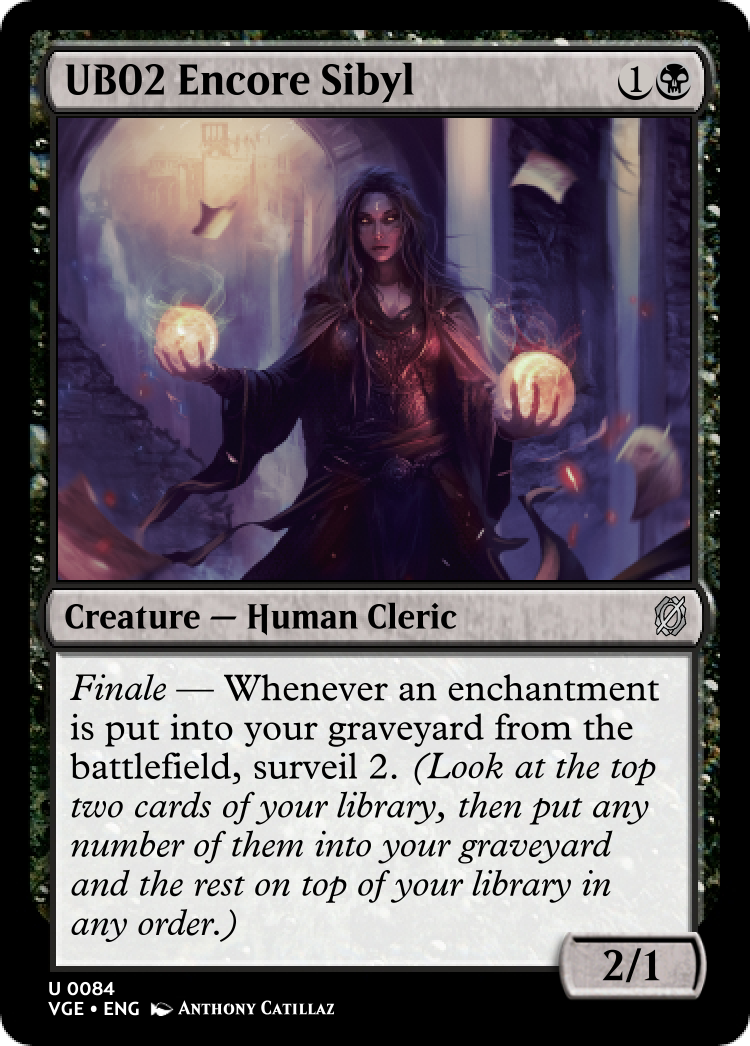 UB02 Encore Sibyl 1
Creature — Human Cleric
Finale — Whenever an enchantment
is put into your graveyard from the
battlefield, surveil 2. (Look at the top
two cards of your library, then put any
number of them into your graveyard
and the rest on top of your library in
any order.)
2/1
U 0084
VGE • ENG Anthony Catillaz